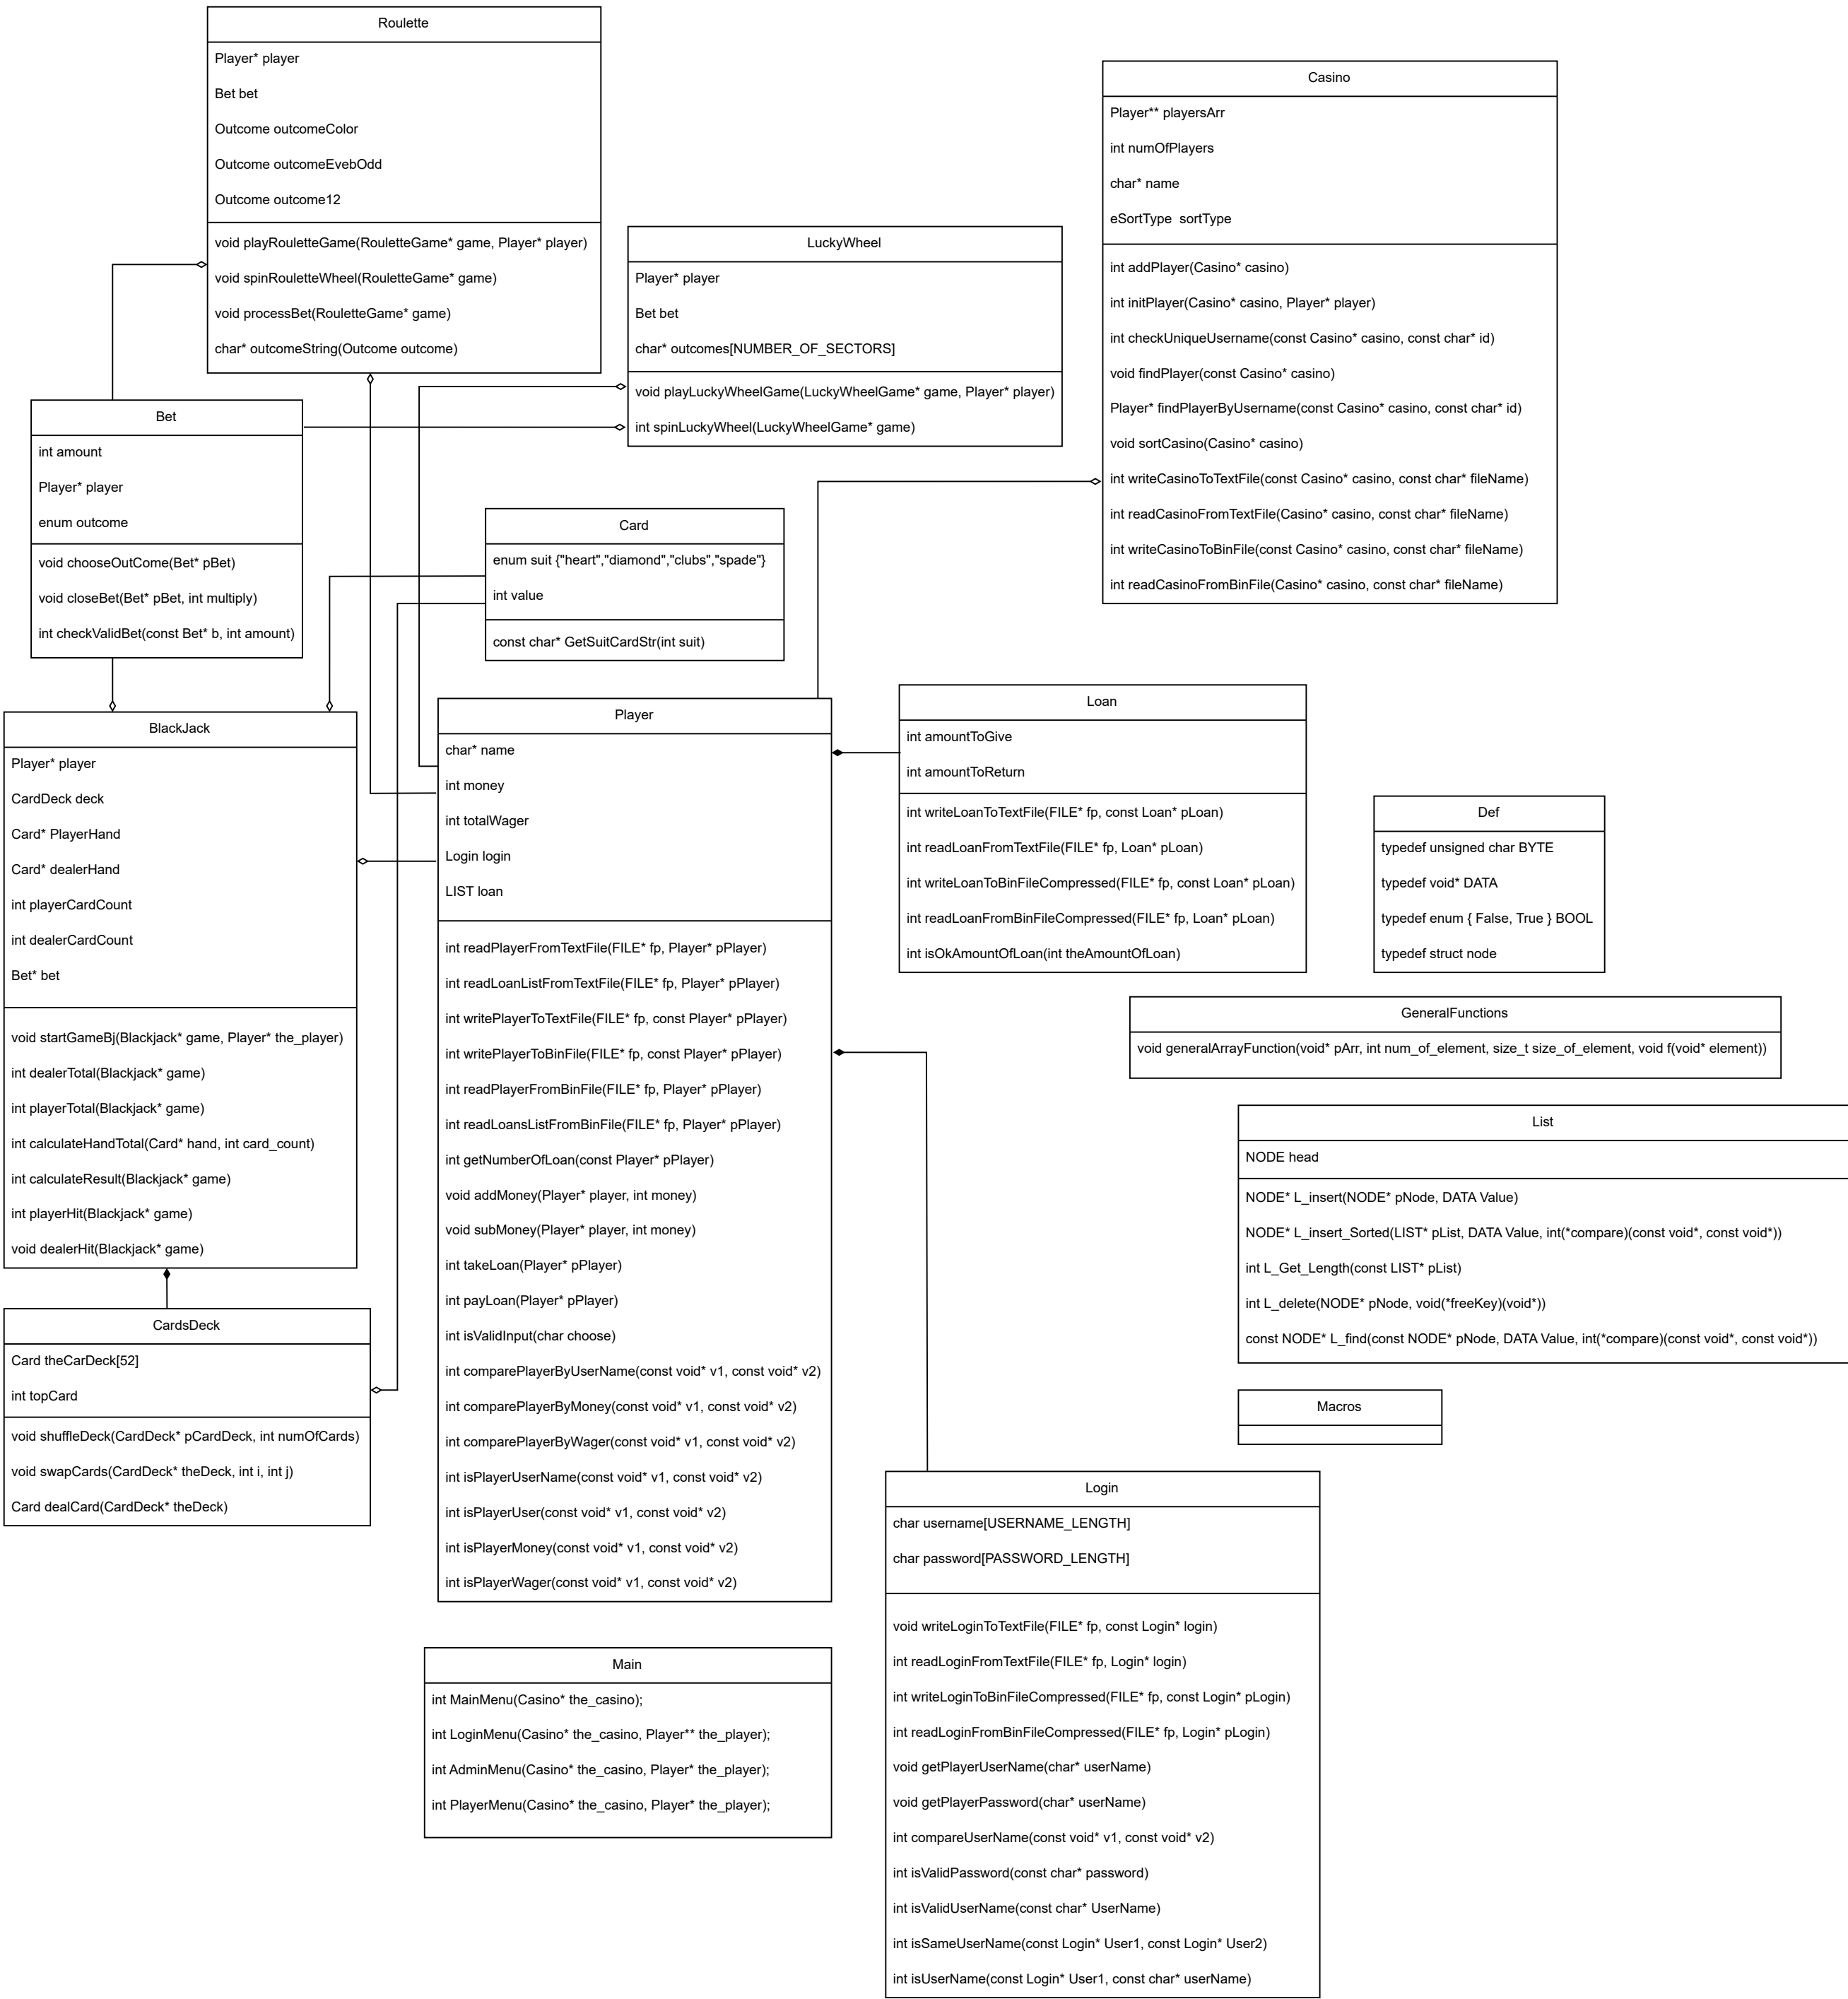 Roulette
Player* player
Bet bet
Outcome outcomeColor
Outcome outcomeEvebOdd
Outcome outcome12
void playRouletteGame(RouletteGame* game, Player* player)
void spinRouletteWheel(RouletteGame* game)
void processBet(RouletteGame* game)
char* outcomeString(Outcome outcome)
Casino
Player** playersArr
int numOfPlayers
char* name
eSortType  sortType
int addPlayer(Casino* casino)
int initPlayer(Casino* casino, Player* player)
int checkUniqueUsername(const Casino* casino, const char* id)
void findPlayer(const Casino* casino)
Player* findPlayerByUsername(const Casino* casino, const char* id)
void sortCasino(Casino* casino)
int writeCasinoToTextFile(const Casino* casino, const char* fileName)
int readCasinoFromTextFile(Casino* casino, const char* fileName)
int writeCasinoToBinFile(const Casino* casino, const char* fileName)
int readCasinoFromBinFile(Casino* casino, const char* fileName)
LuckyWheel
Player* player
Bet bet
char* outcomes[NUMBER_OF_SECTORS]
void playLuckyWheelGame(LuckyWheelGame* game, Player* player)
int spinLuckyWheel(LuckyWheelGame* game)
Bet
int amount
Player* player
enum outcome
void chooseOutCome(Bet* pBet)
void closeBet(Bet* pBet, int multiply)
int checkValidBet(const Bet* b, int amount)
Card
enum suit {"heart","diamond","clubs","spade"}
int value
const char* GetSuitCardStr(int suit)
BlackJack
Player* player
CardDeck deck
Card* PlayerHand
Card* dealerHand
int playerCardCount
int dealerCardCount
Bet* bet
void startGameBj(Blackjack* game, Player* the_player)
int dealerTotal(Blackjack* game)
int playerTotal(Blackjack* game)
int calculateHandTotal(Card* hand, int card_count)
int calculateResult(Blackjack* game)
int playerHit(Blackjack* game)
void dealerHit(Blackjack* game)
Player
char* name
int money
int totalWager
Login login
LIST loan
int readPlayerFromTextFile(FILE* fp, Player* pPlayer)
int readLoanListFromTextFile(FILE* fp, Player* pPlayer)
int writePlayerToTextFile(FILE* fp, const Player* pPlayer)
int writePlayerToBinFile(FILE* fp, const Player* pPlayer)
int readPlayerFromBinFile(FILE* fp, Player* pPlayer)
int readLoansListFromBinFile(FILE* fp, Player* pPlayer)
int getNumberOfLoan(const Player* pPlayer)
void addMoney(Player* player, int money)
void subMoney(Player* player, int money)
int takeLoan(Player* pPlayer)
int payLoan(Player* pPlayer)
int isValidInput(char choose)
int comparePlayerByUserName(const void* v1, const void* v2)
int comparePlayerByMoney(const void* v1, const void* v2)
int comparePlayerByWager(const void* v1, const void* v2)
int isPlayerUserName(const void* v1, const void* v2)
int isPlayerUser(const void* v1, const void* v2)
int isPlayerMoney(const void* v1, const void* v2)
int isPlayerWager(const void* v1, const void* v2)
Loan
int amountToGive
int amountToReturn
int writeLoanToTextFile(FILE* fp, const Loan* pLoan)
int readLoanFromTextFile(FILE* fp, Loan* pLoan)
int writeLoanToBinFileCompressed(FILE* fp, const Loan* pLoan)
int readLoanFromBinFileCompressed(FILE* fp, Loan* pLoan)
int isOkAmountOfLoan(int theAmountOfLoan)
Def
typedef unsigned char BYTE
typedef void* DATA
typedef enum { False, True } BOOL
typedef struct node
GeneralFunctions
void generalArrayFunction(void* pArr, int num_of_element, size_t size_of_element, void f(void* element))
List
NODE head
NODE* L_insert(NODE* pNode, DATA Value)
NODE* L_insert_Sorted(LIST* pList, DATA Value, int(*compare)(const void*, const void*))
int L_Get_Length(const LIST* pList)
int L_delete(NODE* pNode, void(*freeKey)(void*))
const NODE* L_find(const NODE* pNode, DATA Value, int(*compare)(const void*, const void*))
CardsDeck
Card theCarDeck[52]
int topCard
void shuffleDeck(CardDeck* pCardDeck, int numOfCards)
void swapCards(CardDeck* theDeck, int i, int j)
Card dealCard(CardDeck* theDeck)
Macros
Login
char username[USERNAME_LENGTH]
char password[PASSWORD_LENGTH]
void writeLoginToTextFile(FILE* fp, const Login* login)
int readLoginFromTextFile(FILE* fp, Login* login)
int writeLoginToBinFileCompressed(FILE* fp, const Login* pLogin)
int readLoginFromBinFileCompressed(FILE* fp, Login* pLogin)
void getPlayerUserName(char* userName)
void getPlayerPassword(char* userName)
int compareUserName(const void* v1, const void* v2)
int isValidPassword(const char* password)
int isValidUserName(const char* UserName)
int isSameUserName(const Login* User1, const Login* User2)
int isUserName(const Login* User1, const char* userName)
Main
int MainMenu(Casino* the_casino);
int LoginMenu(Casino* the_casino, Player** the_player);
int AdminMenu(Casino* the_casino, Player* the_player);
int PlayerMenu(Casino* the_casino, Player* the_player);